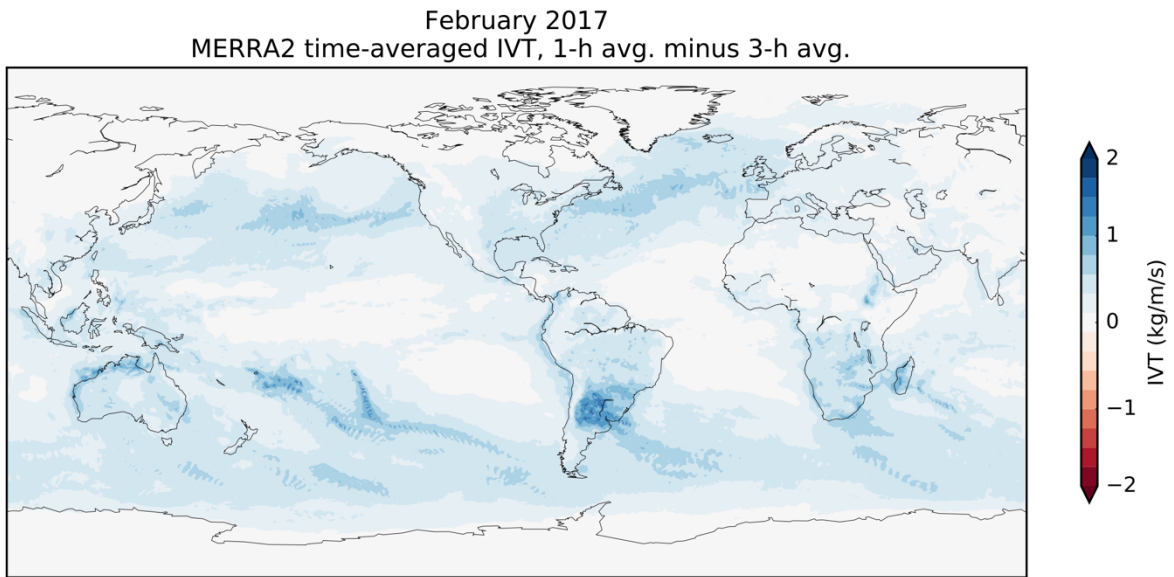 February 2017
MERRA2 time-averaged IVT, 1-h avg. minus 3-h avg.
2
1
0
−1
−2
IVT (kg/m/s)